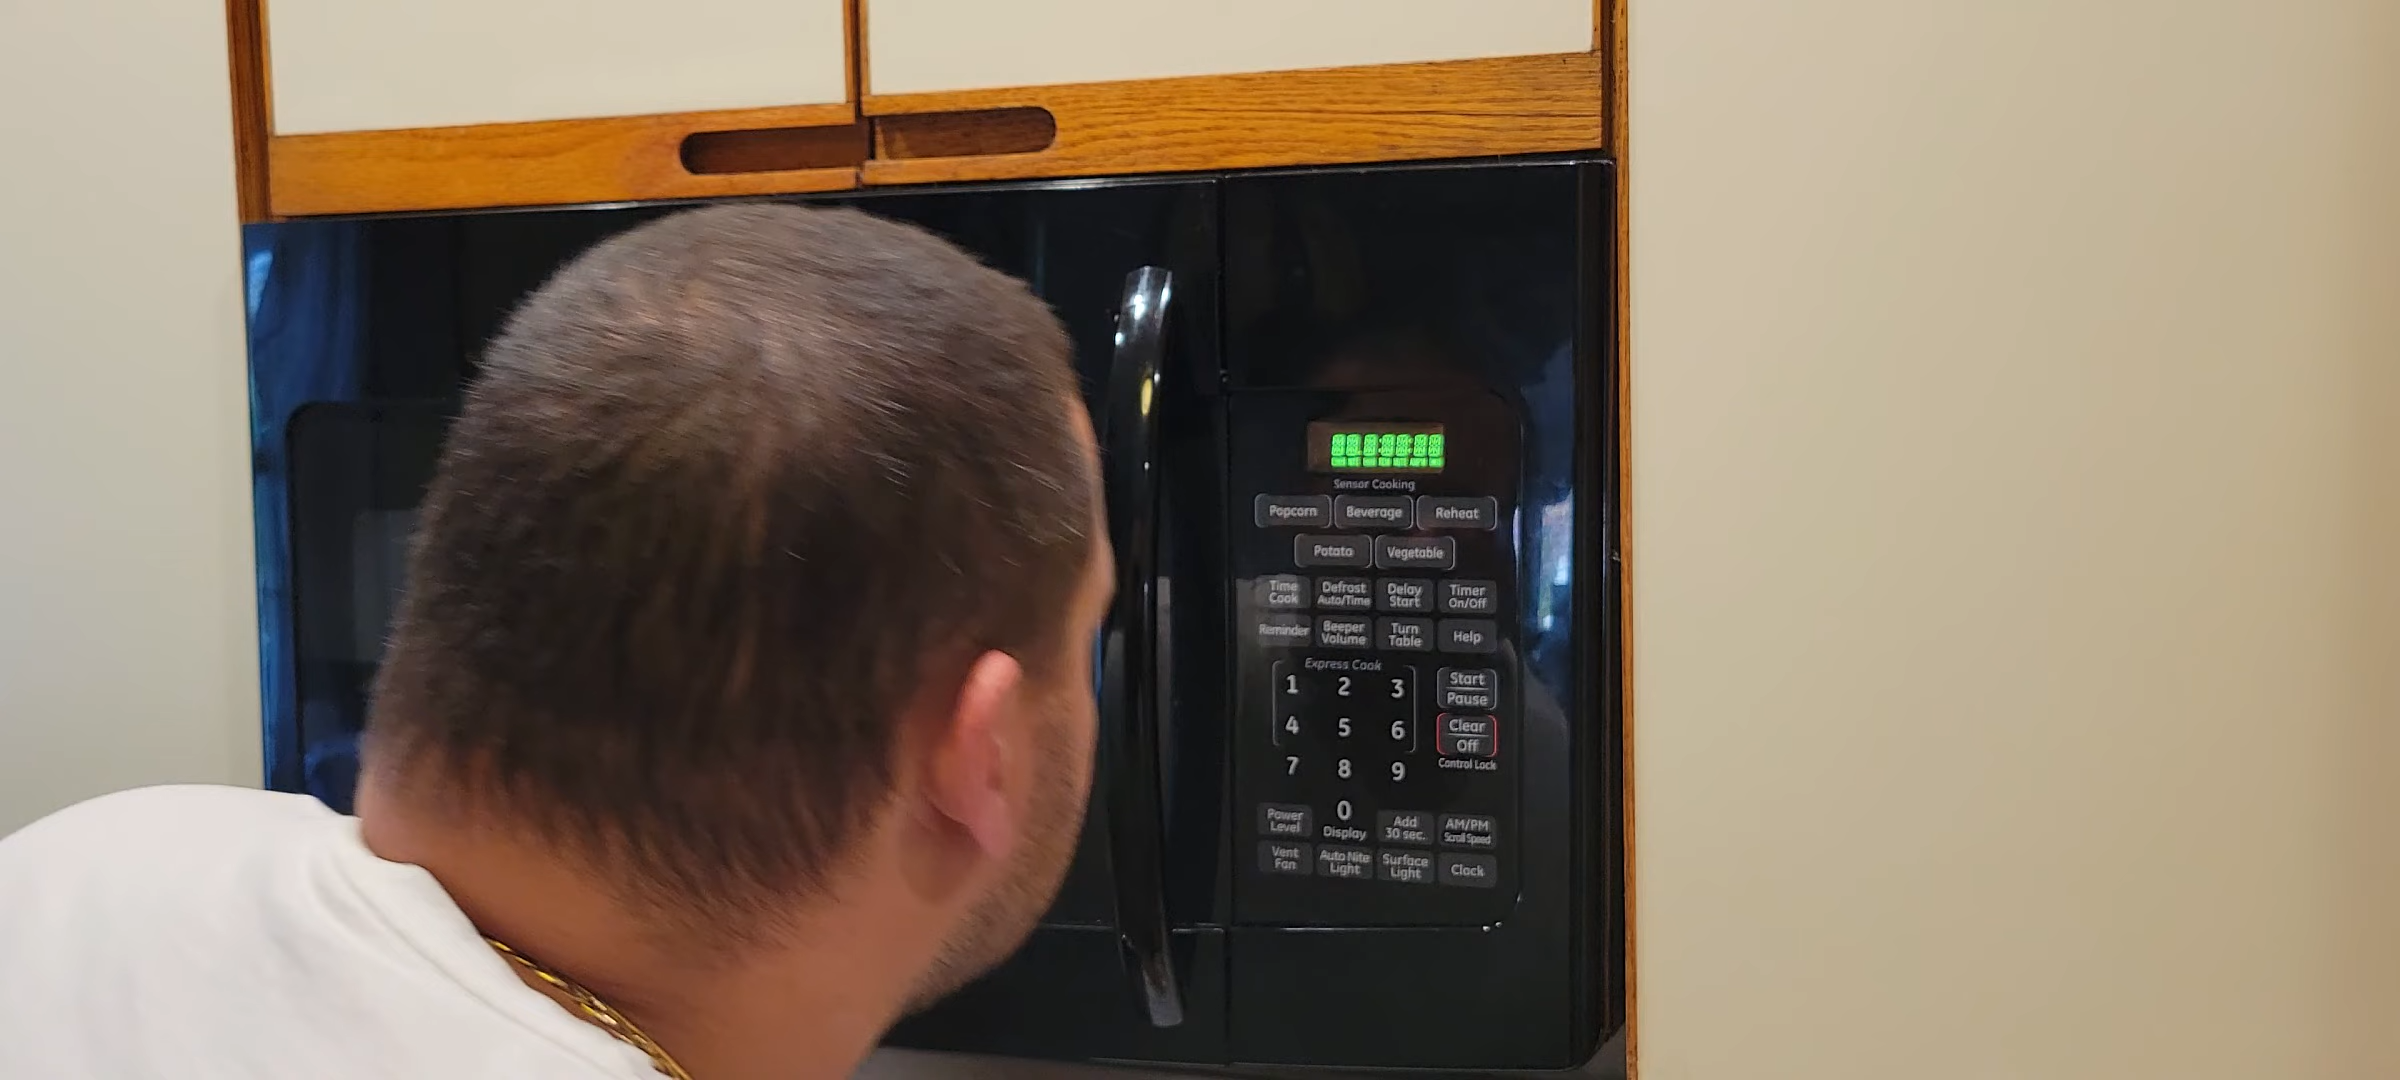 Sensor Cooking
Popcorn Beverage Reheat
Potato Vegetable
Time Cook
Defrost Auto/Time
Delay Start
Timer On/Off
Reminder
Beeper Volume
Turn Table
Help
Express Cook
1 2 3
Start Pause
4 5 6
Clear Off
7 8 9
Control Lock
0
Display
Power Level
Add 30 sec.
AM/PM Scroll Speed
Vent Fan
Auto Nite Light
Surface Light
Clock